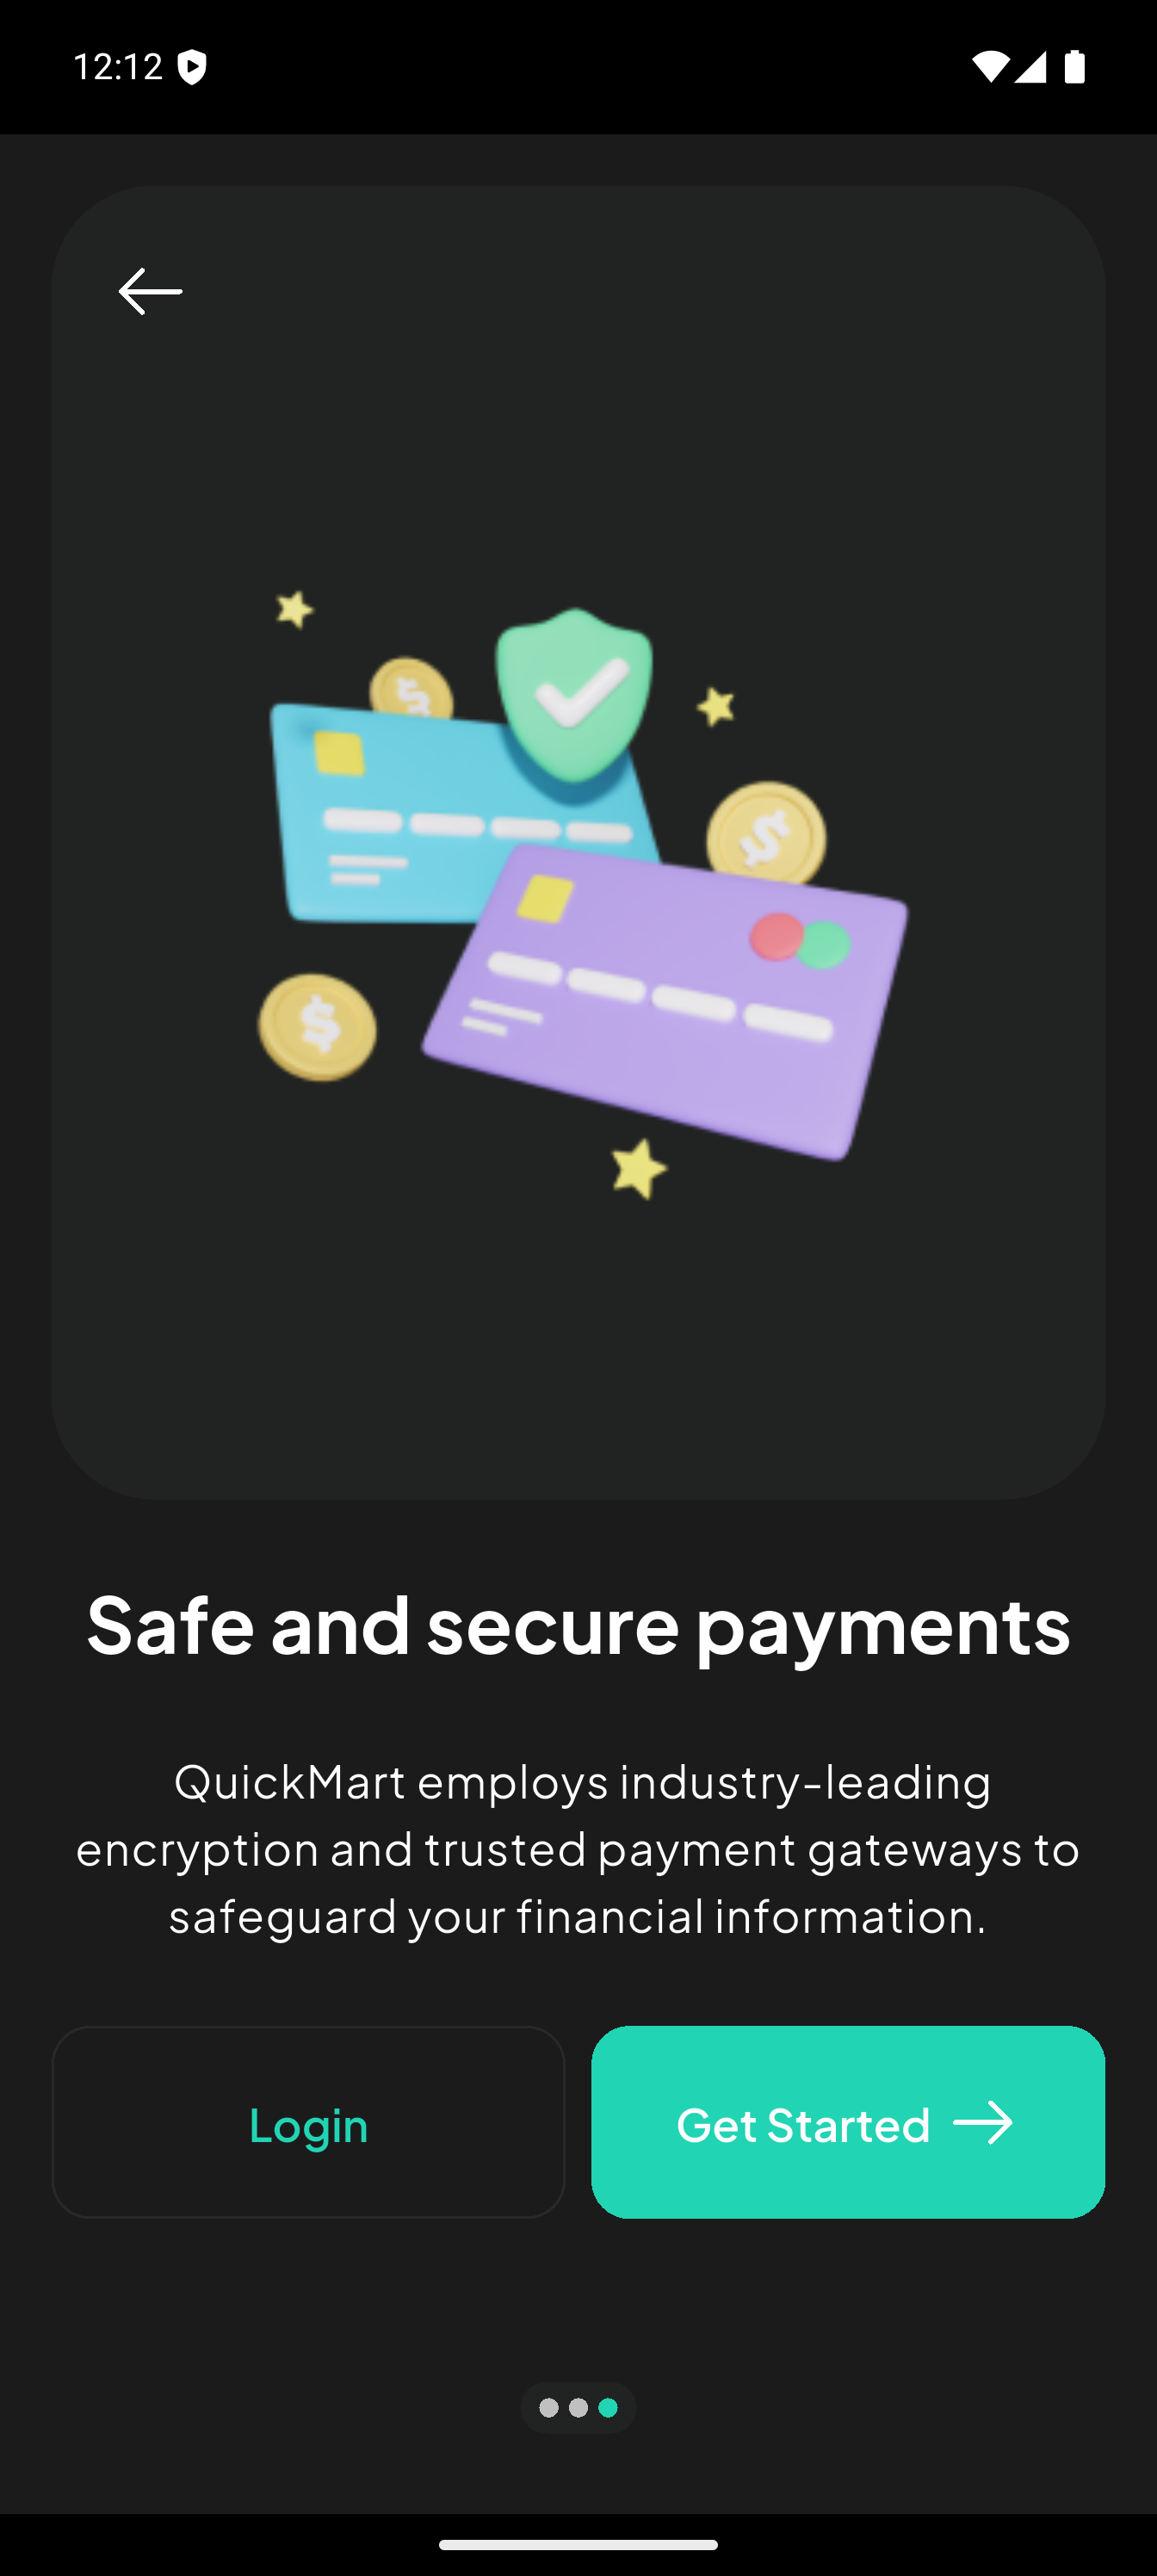 12:12
Safe and secure payments
QuickMart employs industry-leading
encryption and trusted payment gateways to
safeguard your financial information.
Login
Get Started